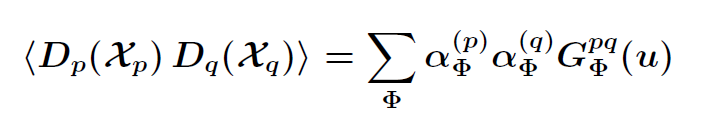 ⟨D_p(𝒳_p) D_q(𝒳_q)⟩ = ∑_Φ α_Φ^{(p)} α_Φ^{(q)} G_Φ^{pq}(u)